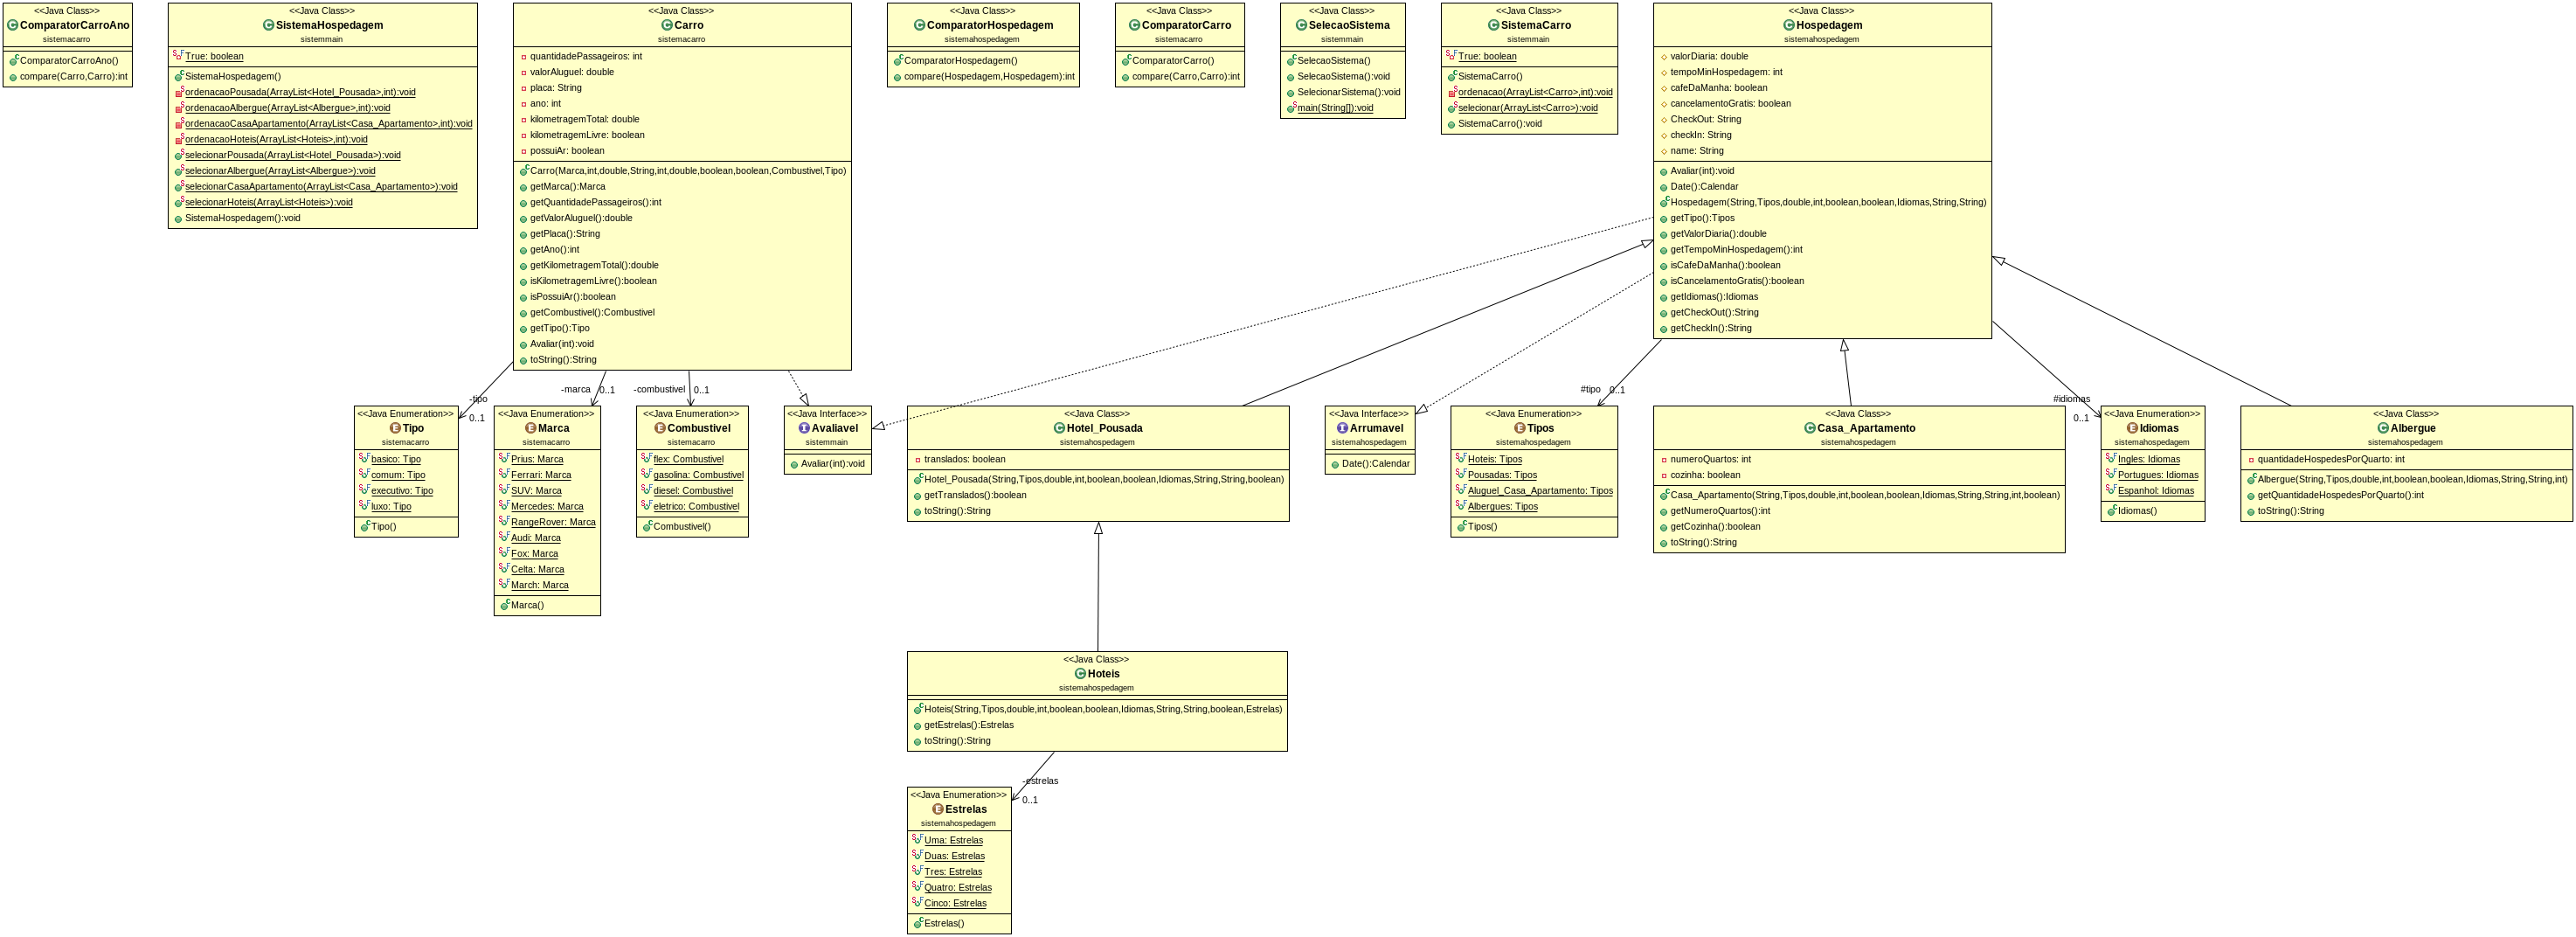 <<Java Class>>
ComparatorCarroAno
sistemacarro
ComparatorCarroAno()
compare(Carro,Carro):int
<<Java Class>>
SistemaHospedagem
sistemmain
True: boolean
SistemaHospedagem()
ordenacaoPousada(ArrayList<Hotel_Pousada>,int):void
ordenacaoAlbergue(ArrayList<Albergue>,int):void
ordenacaoCasaApartamento(ArrayList<Casa_Apartamento>,int):void
ordenacaoHoteis(ArrayList<Hoteis>,int):void
selecionarPousada(ArrayList<Hotel_Pousada>):void
selecionarAlbergue(ArrayList<Albergue>):void
selecionarCasaApartamento(ArrayList<Casa_Apartamento>):void
selecionarHoteis(ArrayList<Hoteis>):void
SistemaHospedagem():void
<<Java Class>>
Carro
sistemacarro
quantidadePassageiros: int
valorAluguel: double
placa: String
ano: int
kilometragemTotal: double
kilometragemLivre: boolean
possuiAr: boolean
Carro(Marca,int,double,String,int,double,boolean,boolean,Combustivel,Tipo)
getMarca():Marca
getQuantidadePassageiros():int
getValorAluguel():double
getPlaca():String
getAno():int
getKilometragemTotal():double
isKilometragemLivre():boolean
isPossuiAr():boolean
getCombustivel():Combustivel
getTipo():Tipo
Avaliar(int):void
toString():String
<<Java Class>>
ComparatorHospedagem
sistemahospedagem
ComparatorHospedagem()
compare(Hospedagem,Hospedagem):int
<<Java Class>>
ComparatorCarro
sistemacarro
ComparatorCarro()
compare(Carro,Carro):int
<<Java Class>>
SelecaoSistema
sistemmain
SelecaoSistema()
SelecaoSistema():void
SelecionarSistema():void
main(String[]):void
<<Java Class>>
SistemaCarro
sistemmain
True: boolean
SistemaCarro()
ordenacao(ArrayList<Carro>,int):void
selecionar(ArrayList<Carro>):void
SistemaCarro():void
<<Java Class>>
Hospedagem
sistemahospedagem
valorDiaria: double
tempoMinHospedagem: int
cafeDaManha: boolean
cancelamentoGratis: boolean
CheckOut: String
checkIn: String
name: String
Avaliar(int):void
Date():Calendar
Hospedagem(String,Tipos,double,int,boolean,boolean,Idiomas,String,String)
getTipo():Tipos
getValorDiaria():double
getTempoMinHospedagem():int
isCafeDaManha():boolean
isCancelamentoGratis():boolean
getIdiomas():Idiomas
getCheckOut():String
getCheckIn():String
-tipo
0..1
-marca
0..1
-combustivel
0..1
#tipo
0..1
#idiomas
0..1
<<Java Enumeration>>
Tipo
sistemacarro
basico: Tipo
comum: Tipo
executivo: Tipo
luxo: Tipo
Tipo()
<<Java Enumeration>>
Marca
sistemacarro
Prius: Marca
Ferrari: Marca
SUV: Marca
Mercedes: Marca
RangeRover: Marca
Audi: Marca
Fox: Marca
Celta: Marca
March: Marca
Marca()
<<Java Enumeration>>
Combustivel
sistemacarro
flex: Combustivel
gasolina: Combustivel
diesel: Combustivel
eletrico: Combustivel
Combustivel()
<<Java Interface>>
Avaliavel
sistemmain
Avaliar(int):void
<<Java Class>>
Hotel_Pousada
sistemahospedagem
translados: boolean
Hotel_Pousada(String,Tipos,double,int,boolean,boolean,Idiomas,String,String,boolean)
getTranslados():boolean
toString():String
<<Java Interface>>
Arrumavel
sistemahospedagem
Date():Calendar
<<Java Enumeration>>
Tipos
sistemahospedagem
Hoteis: Tipos
Pousadas: Tipos
Aluguel_Casa_Apartamento: Tipos
Albergues: Tipos
Tipos()
<<Java Class>>
Casa_Apartamento
sistemahospedagem
numeroQuartos: int
cozinha: boolean
Casa_Apartamento(String,Tipos,double,int,boolean,boolean,Idiomas,String,String,int,boolean)
getNumeroQuartos():int
getCozinha():boolean
toString():String
<<Java Enumeration>>
Idiomas
sistemahospedagem
Ingles: Idiomas
Portugues: Idiomas
Espanhol: Idiomas
Idiomas()
<<Java Class>>
Albergue
sistemahospedagem
quantidadeHospedesPorQuarto: int
Albergue(String,Tipos,double,int,boolean,boolean,Idiomas,String,String,int)
getQuantidadeHospedesPorQuarto():int
toString():String
<<Java Class>>
Hoteis
sistemahospedagem
Hoteis(String,Tipos,double,int,boolean,boolean,Idiomas,String,String,boolean,Estrelas)
getEstrelas():Estrelas
toString():String
-estrelas
0..1
<<Java Enumeration>>
Estrelas
sistemahospedagem
Uma: Estrelas
Duas: Estrelas
Tres: Estrelas
Quatro: Estrelas
Cinco: Estrelas
Estrelas()